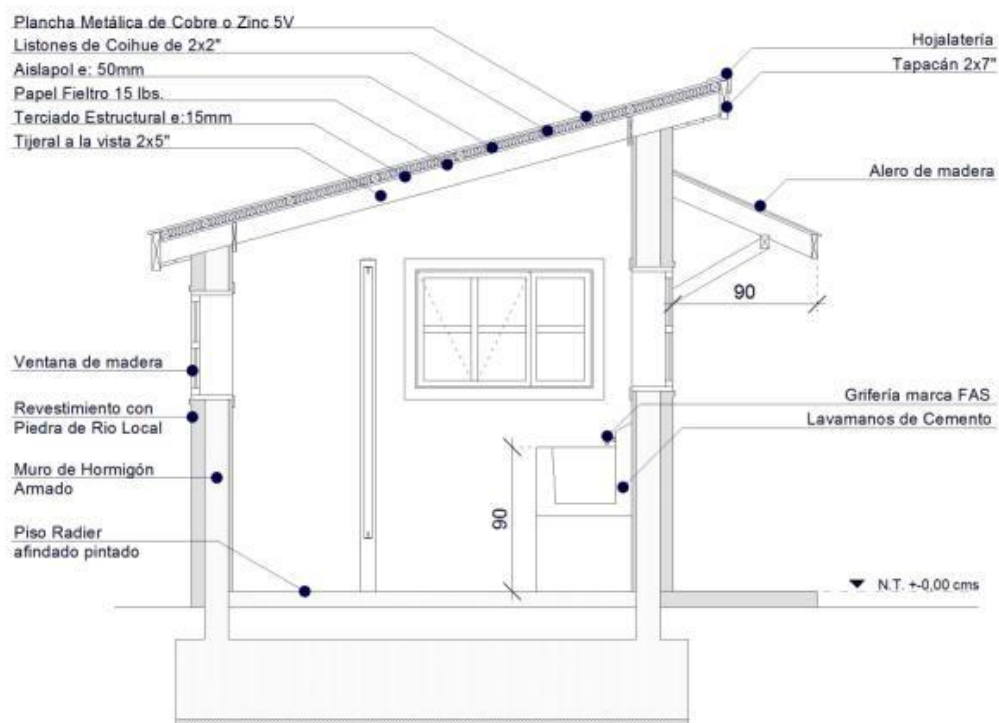 Plancha Metálica de Cobre o Zinc 5V
Listones de Coihue de 2x2"
Aislapol e: 50mm
Papel Fieltro 15 lbs.
Terciado Estructural e:15mm
Tijeral a la vista 2x5"
Hojalatería
Tapacán 2x7"
Alero de madera
90
Ventana de madera
Revestimiento con
Piedra de Rio Local
Muro de Hormigón
Armado
Piso Radier
afindado pintado
Grifería marca FAS
Lavamanos de Cemento
90
N.T. +-0,00 cms